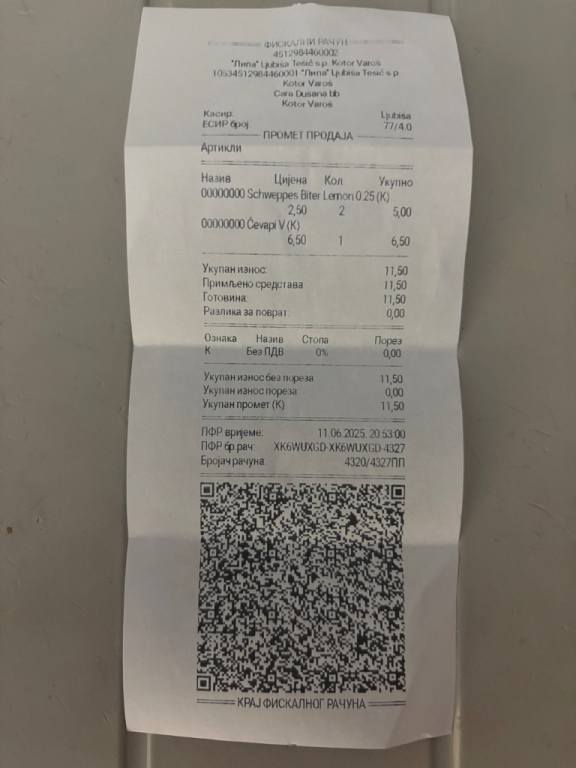 ФИСКАЛНИ РАЧУН
4512984460002
"Липа" Ljubiša Tešić s.p. Kotor Varoš
10534512984460001 "Липа" Ljubiša Tešić s.p.
Kotor Varoš
Cara Dušana bb
Kotor Varoš
Касир: Ljubiša
ЕСИР број: 77/4.0
ПРОМЕТ ПРОДАЈА
Артикли
Назив Цијена Кол Укупно
00000000 Schweppes Biter Lemon 0.25 (К)
2,50 2 5,00
00000000 Ćevapi V (К)
6,50 1 6,50
Укупан износ: 11,50
Примљено средстава 11,50
Готовина: 11,50
Разлика за поврат: 0,00
Ознака Назив Стопа Порез
К Без ПДВ 0% 0,00
Укупан износ без пореза 11,50
Укупан износ пореза 0,00
Укупан промет (К) 11,50
ПФР вријеме: 11.06.2025. 20:53:00
ПФР бр.рач: XK6WUXGD-XK6WUXGD-4327
Бројач рачуна: 4320/4327ПП
КРАЈ ФИСКАЛНОГ РАЧУНА